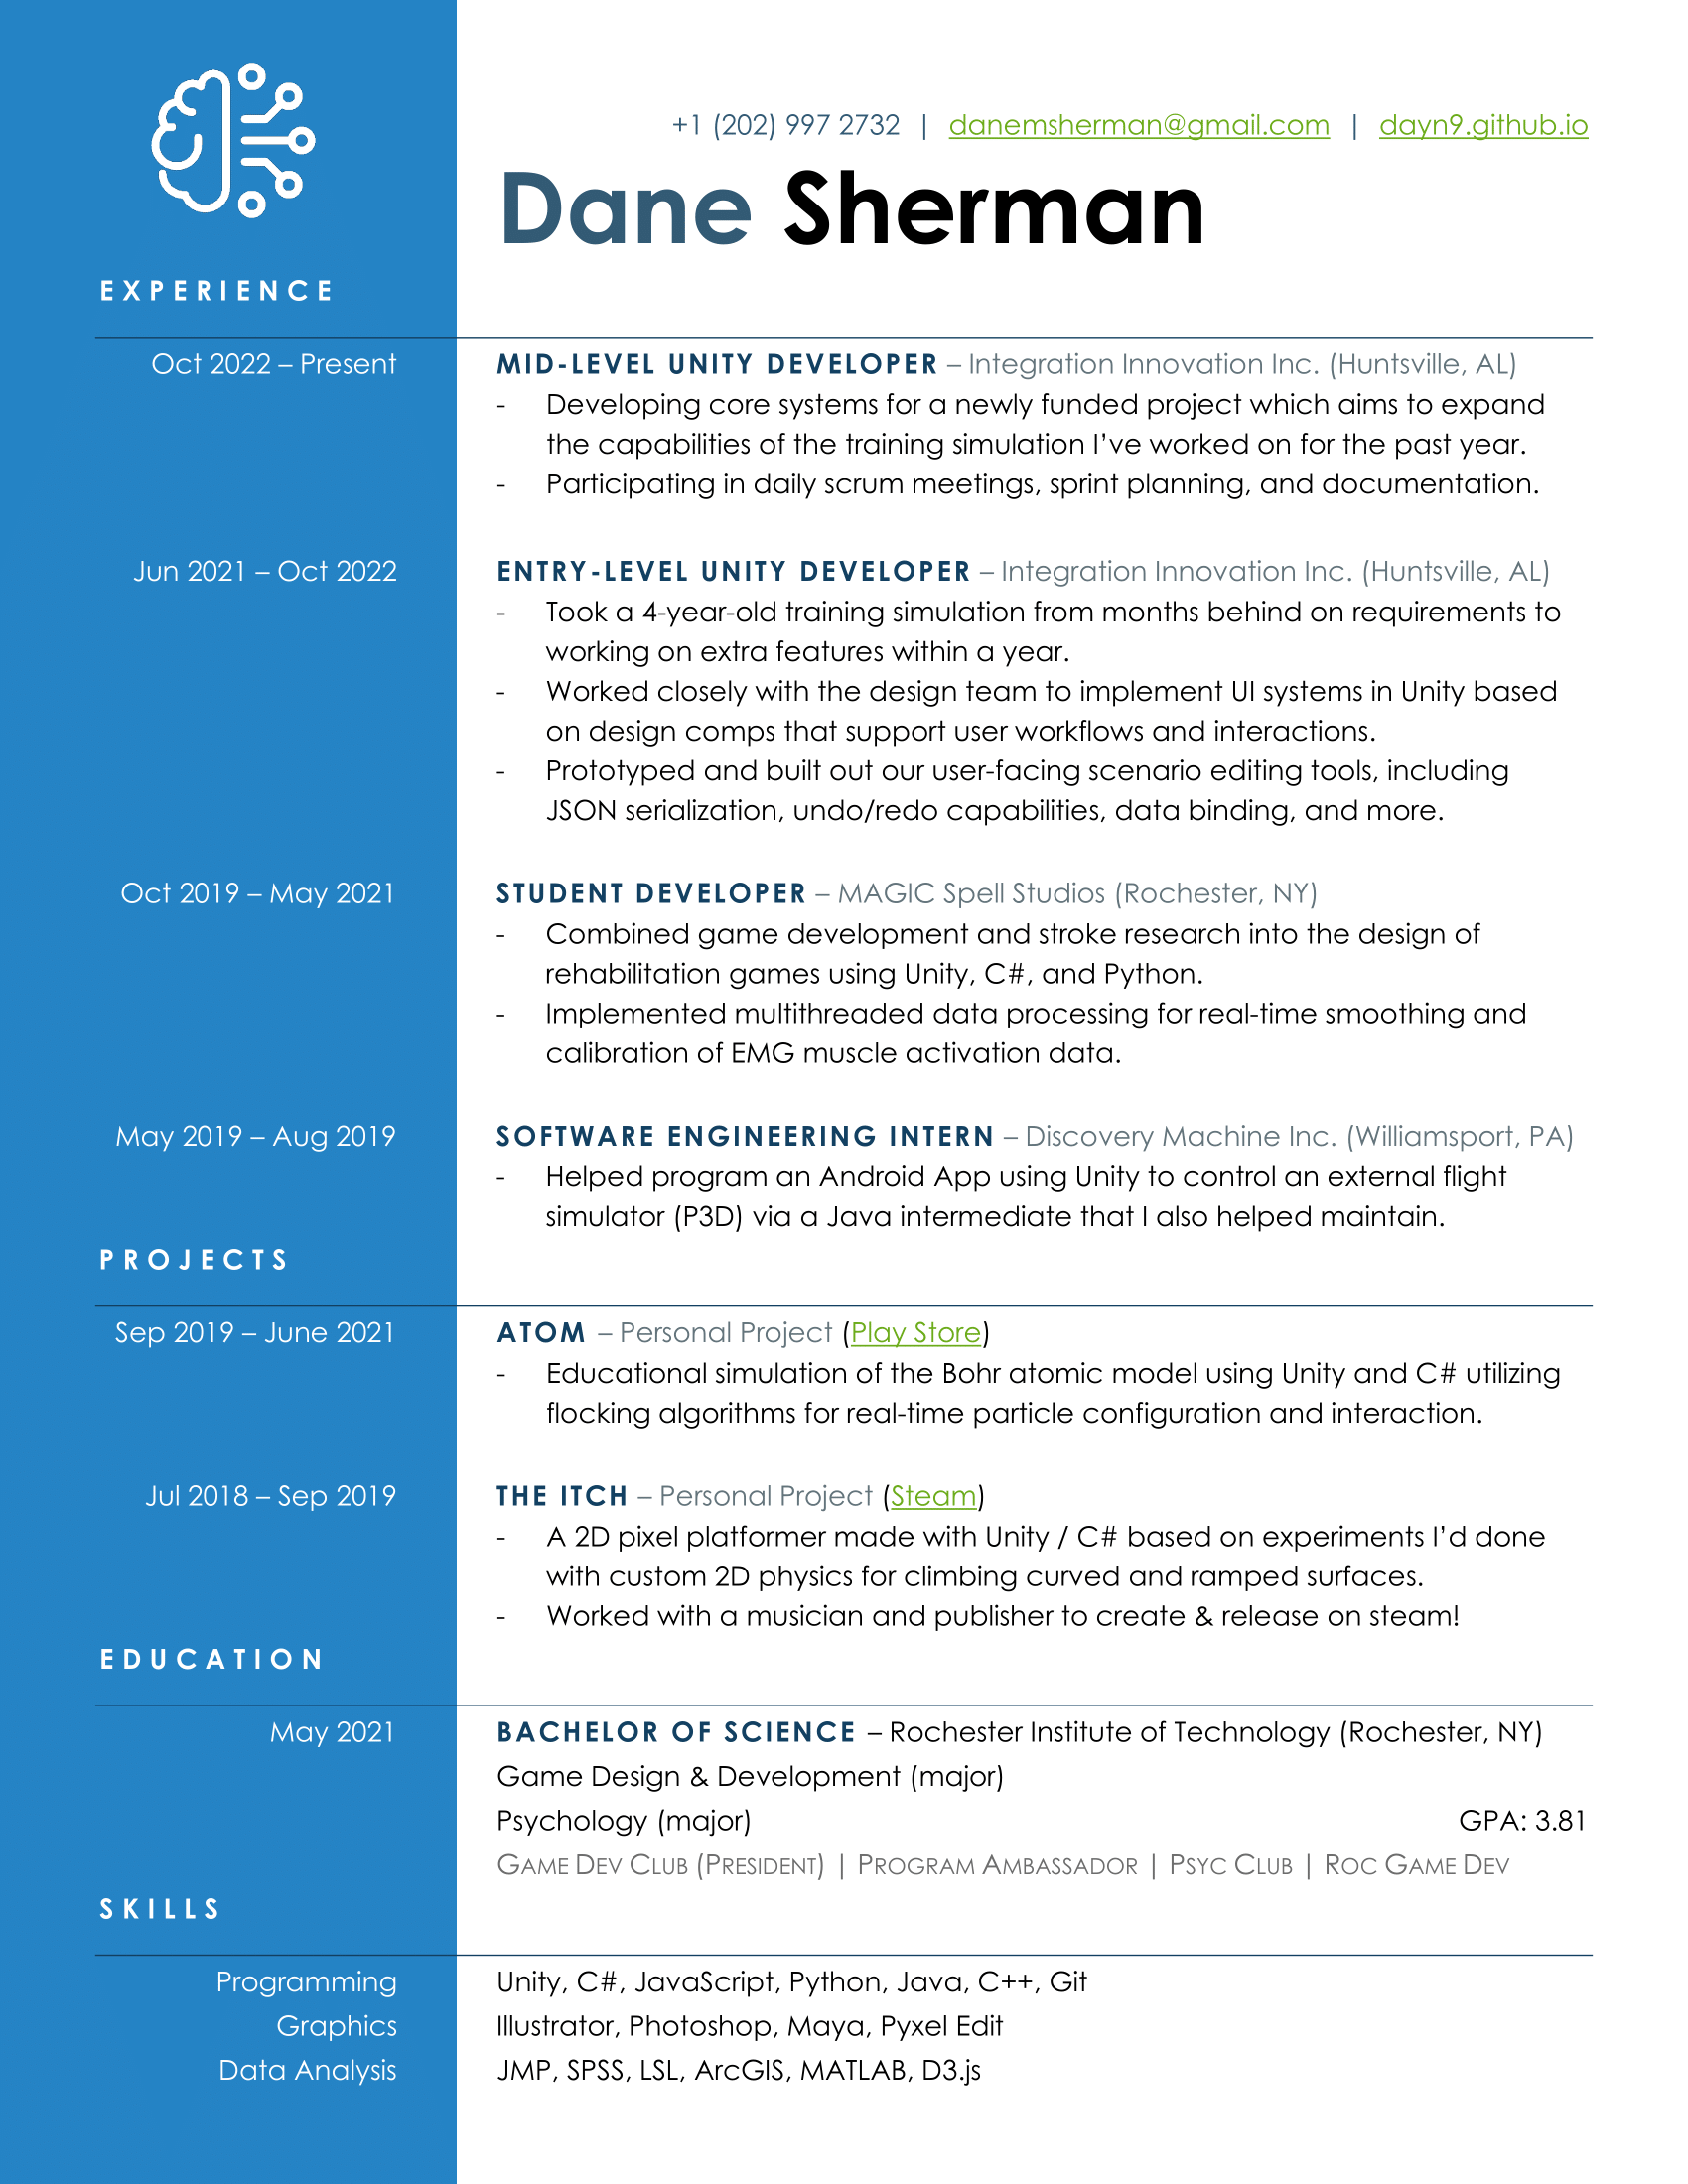 +1 (202) 997 2732 | danemsherman@gmail.com | dayn9.github.io
Dane Sherman
EXPERIENCE
Oct 2022 – Present
MID-LEVEL UNITY DEVELOPER – Integration Innovation Inc. (Huntsville, AL)
- Developing core systems for a newly funded project which aims to expand
the capabilities of the training simulation I’ve worked on for the past year.
- Participating in daily scrum meetings, sprint planning, and documentation.
Jun 2021 – Oct 2022
ENTRY-LEVEL UNITY DEVELOPER – Integration Innovation Inc. (Huntsville, AL)
- Took a 4-year-old training simulation from months behind on requirements to
working on extra features within a year.
- Worked closely with the design team to implement UI systems in Unity based
on design comps that support user workflows and interactions.
- Prototyped and built out our user-facing scenario editing tools, including
JSON serialization, undo/redo capabilities, data binding, and more.
Oct 2019 – May 2021
STUDENT DEVELOPER – MAGIC Spell Studios (Rochester, NY)
- Combined game development and stroke research into the design of
rehabilitation games using Unity, C#, and Python.
- Implemented multithreaded data processing for real-time smoothing and
calibration of EMG muscle activation data.
May 2019 – Aug 2019
SOFTWARE ENGINEERING INTERN – Discovery Machine Inc. (Williamsport, PA)
- Helped program an Android App using Unity to control an external flight
simulator (P3D) via a Java intermediate that I also helped maintain.
PROJECTS
Sep 2019 – June 2021
ATOM – Personal Project (Play Store)
- Educational simulation of the Bohr atomic model using Unity and C# utilizing
flocking algorithms for real-time particle configuration and interaction.
Jul 2018 – Sep 2019
THE ITCH – Personal Project (Steam)
- A 2D pixel platformer made with Unity / C# based on experiments I’d done
with custom 2D physics for climbing curved and ramped surfaces.
- Worked with a musician and publisher to create & release on steam!
EDUCATION
May 2021
BACHELOR OF SCIENCE – Rochester Institute of Technology (Rochester, NY)
Game Design & Development (major)
Psychology (major) GPA: 3.81
GAME DEV CLUB (PRESIDENT) | PROGRAM AMBASSADOR | PSYC CLUB | ROC GAME DEV
SKILLS
Programming Unity, C#, JavaScript, Python, Java, C++, Git
Graphics Illustrator, Photoshop, Maya, Pyxel Edit
Data Analysis JMP, SPSS, LSL, ArcGIS, MATLAB, D3.js